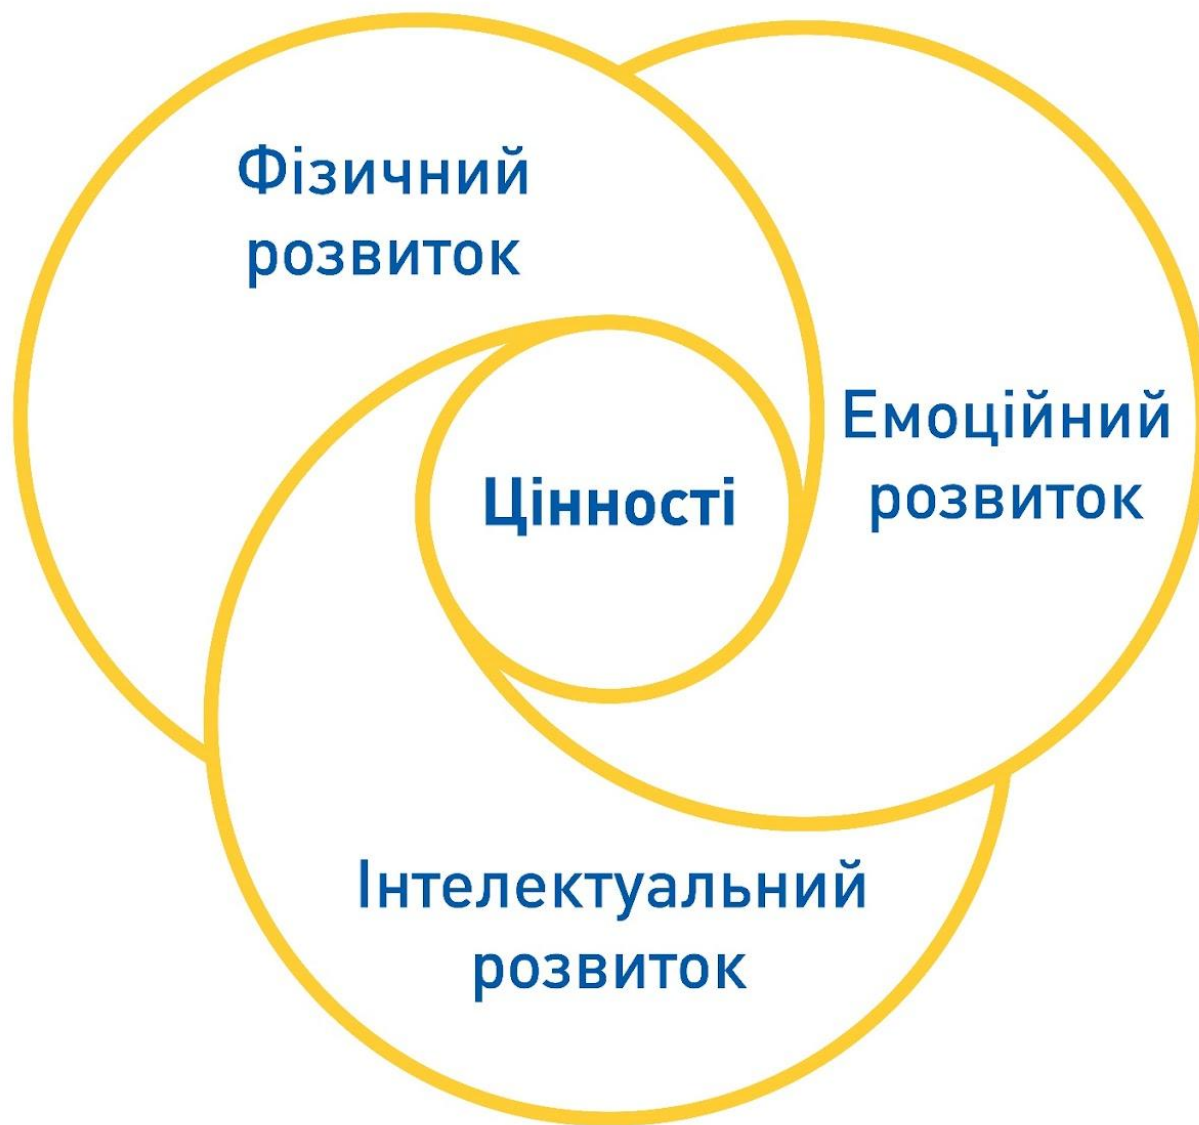 Фізичний
розвиток
Емоційний
розвиток
Цінності
Інтелектуальний
розвиток